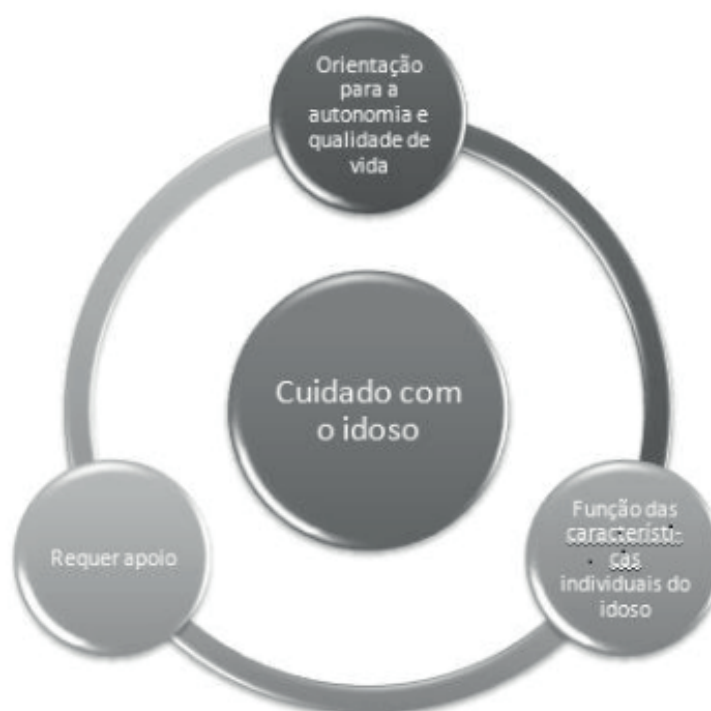 Orientação
para a
autonomia e
qualidade de
vida
Cuidado com
o idoso
Requer apoio
Função das
característi-
cas
individuais do
idoso